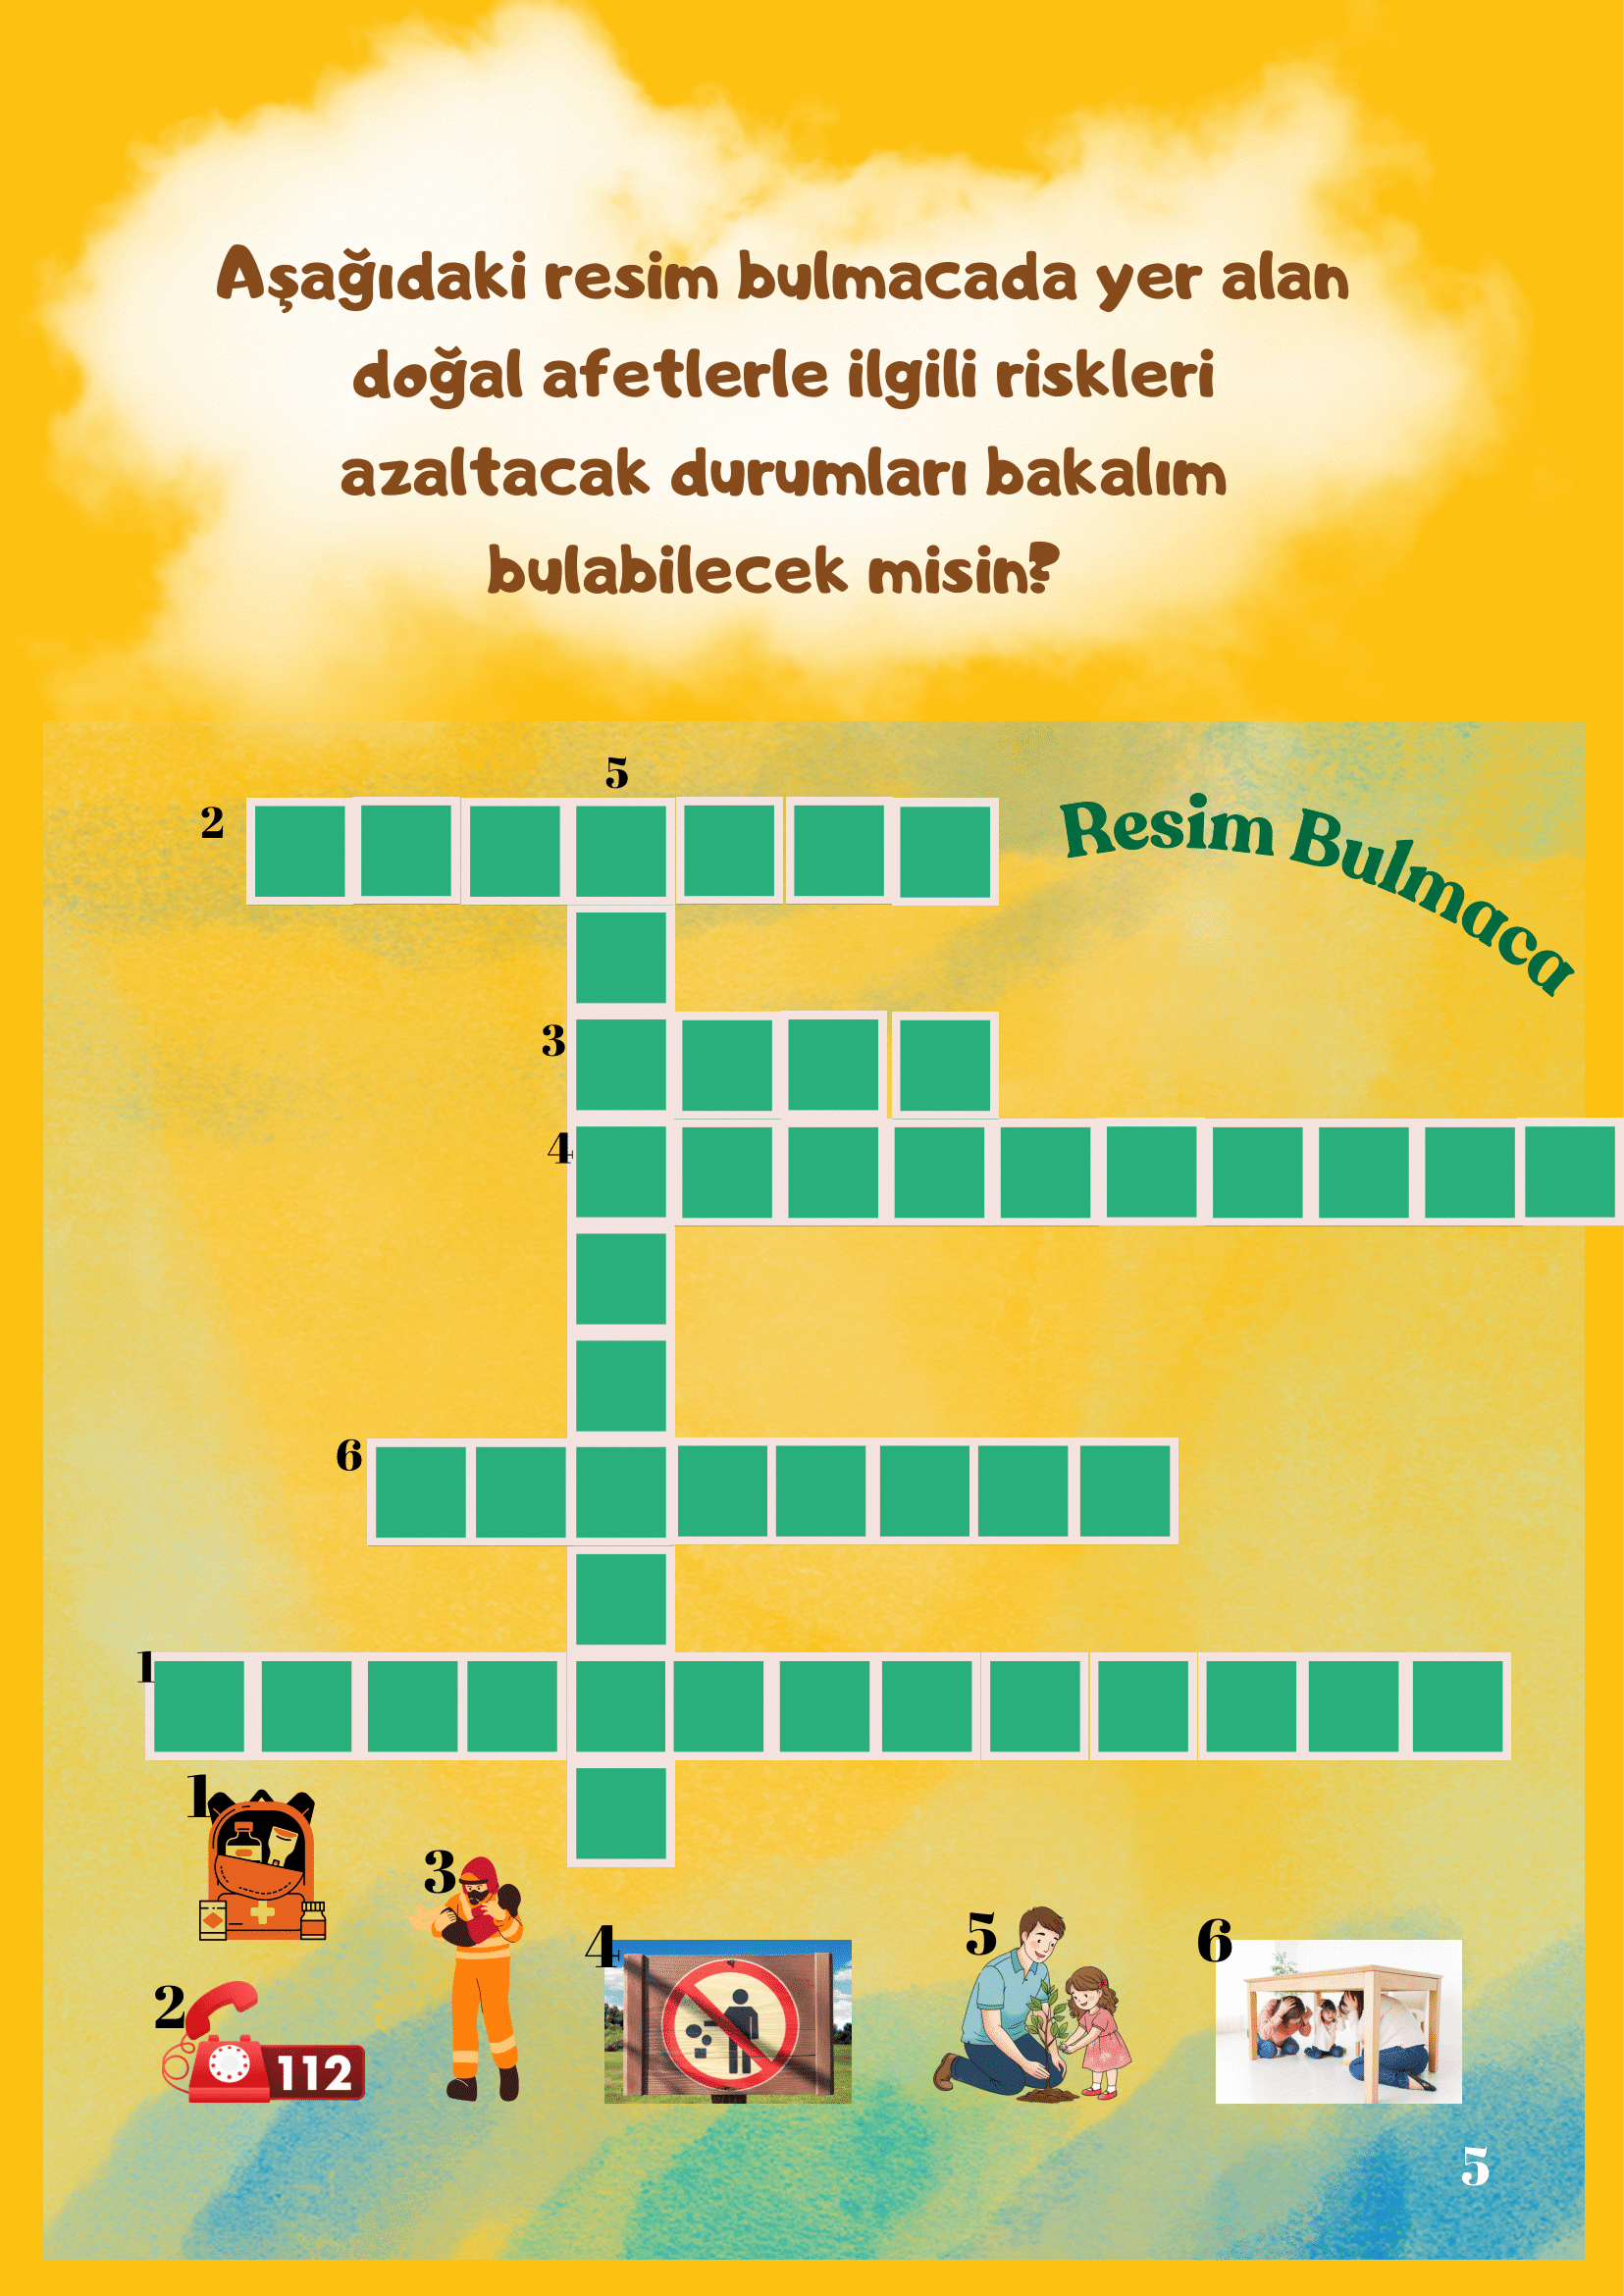 Aşağıdaki resim bulmacada yer alan
doğal afetlerle ilgili riskleri
azaltacak durumları bakalım
bulabilecek misin?
Resim Bulmaca
5
2
3
4
6
1
1
2
112
3
4
5
6
5